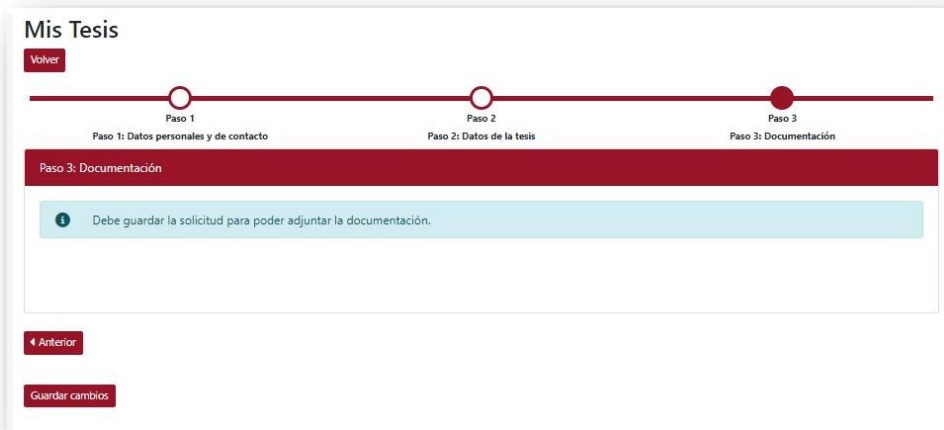 Mis Tesis
Volver
Paso 1
Paso 2
Paso 3
Paso 1: Datos personales y de contacto
Paso 2: Datos de la tesis
Paso 3: Documentación
Paso 3: Documentación
Debe guardar la solicitud para poder adjuntar la documentación.
Anterior
Guardar cambios